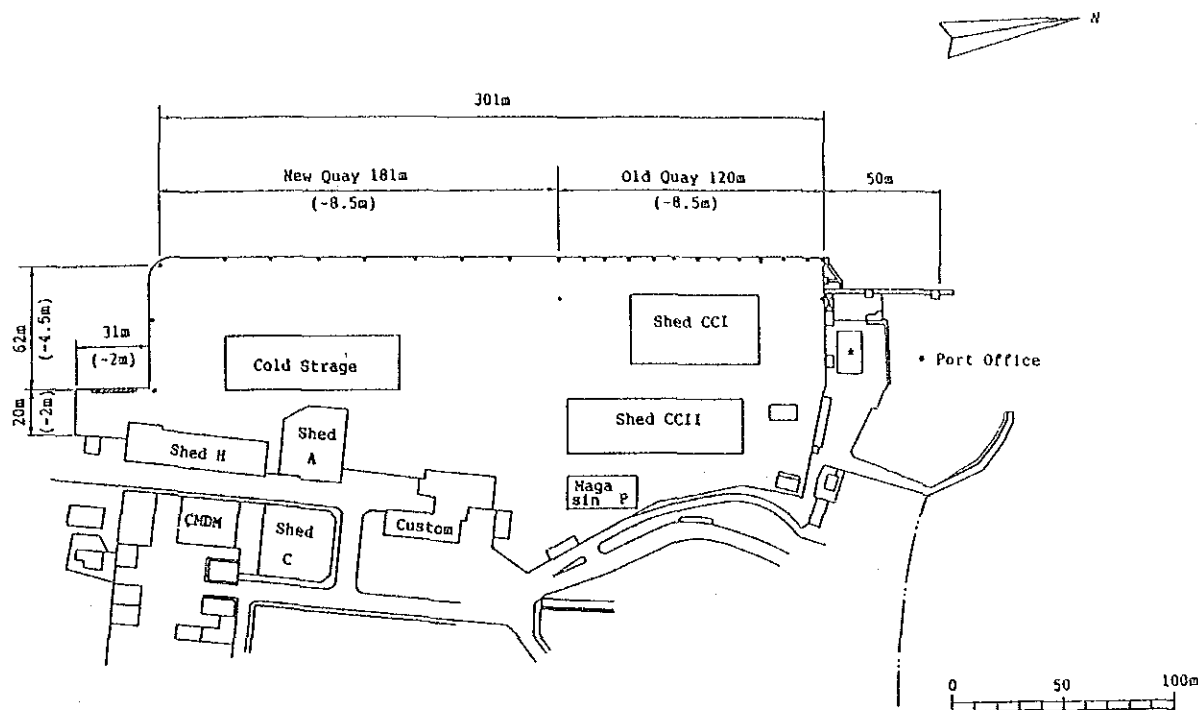 N
301m
New Quay 181m
(-8.5m)
Old Quay 120m
(-8.5m)
50m
62m
(-4.5m)
31m
(-2m)
20m
(-2m)
Shed CCI
Cold Strage
* Port Office
*
Shed CCII
Shed H
Shed
A
Maga
sin P
CMDM
Shed
C
Custom
0 50 100m